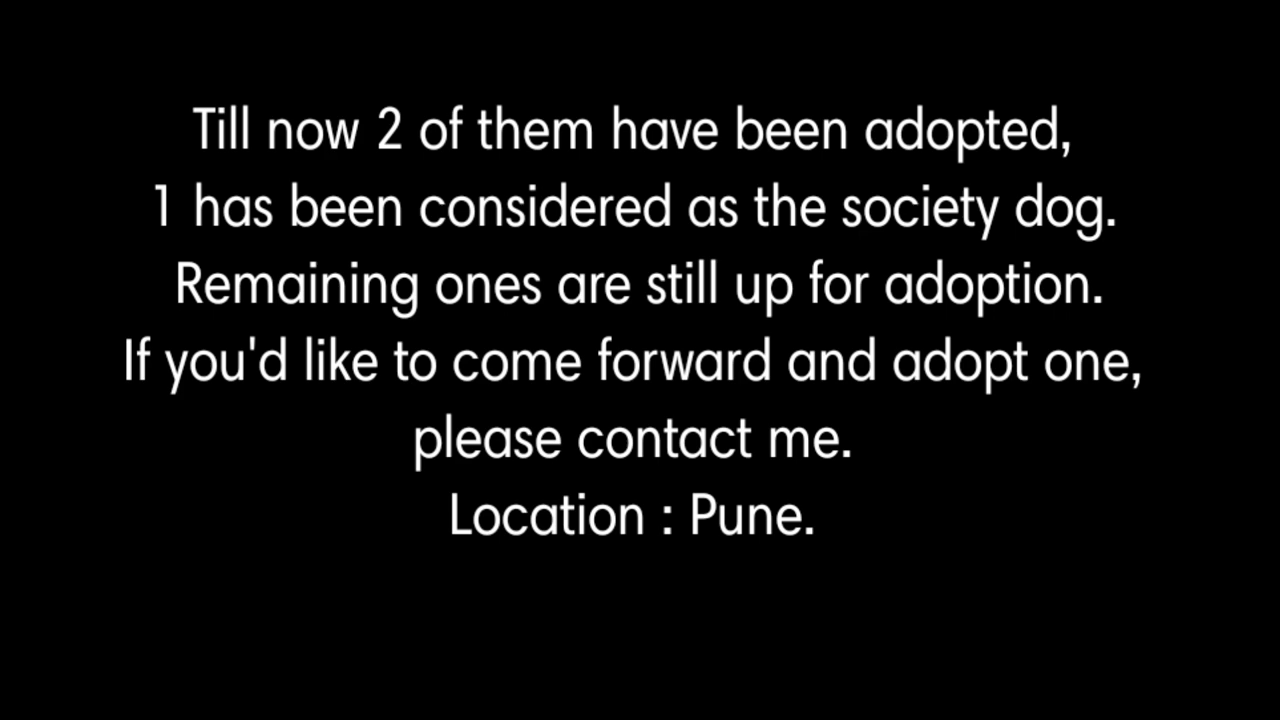 Till now 2 of them have been adopted,
1 has been considered as the society dog.
Remaining ones are still up for adoption.
If you'd like to come forward and adopt one,
please contact me.
Location : Pune.